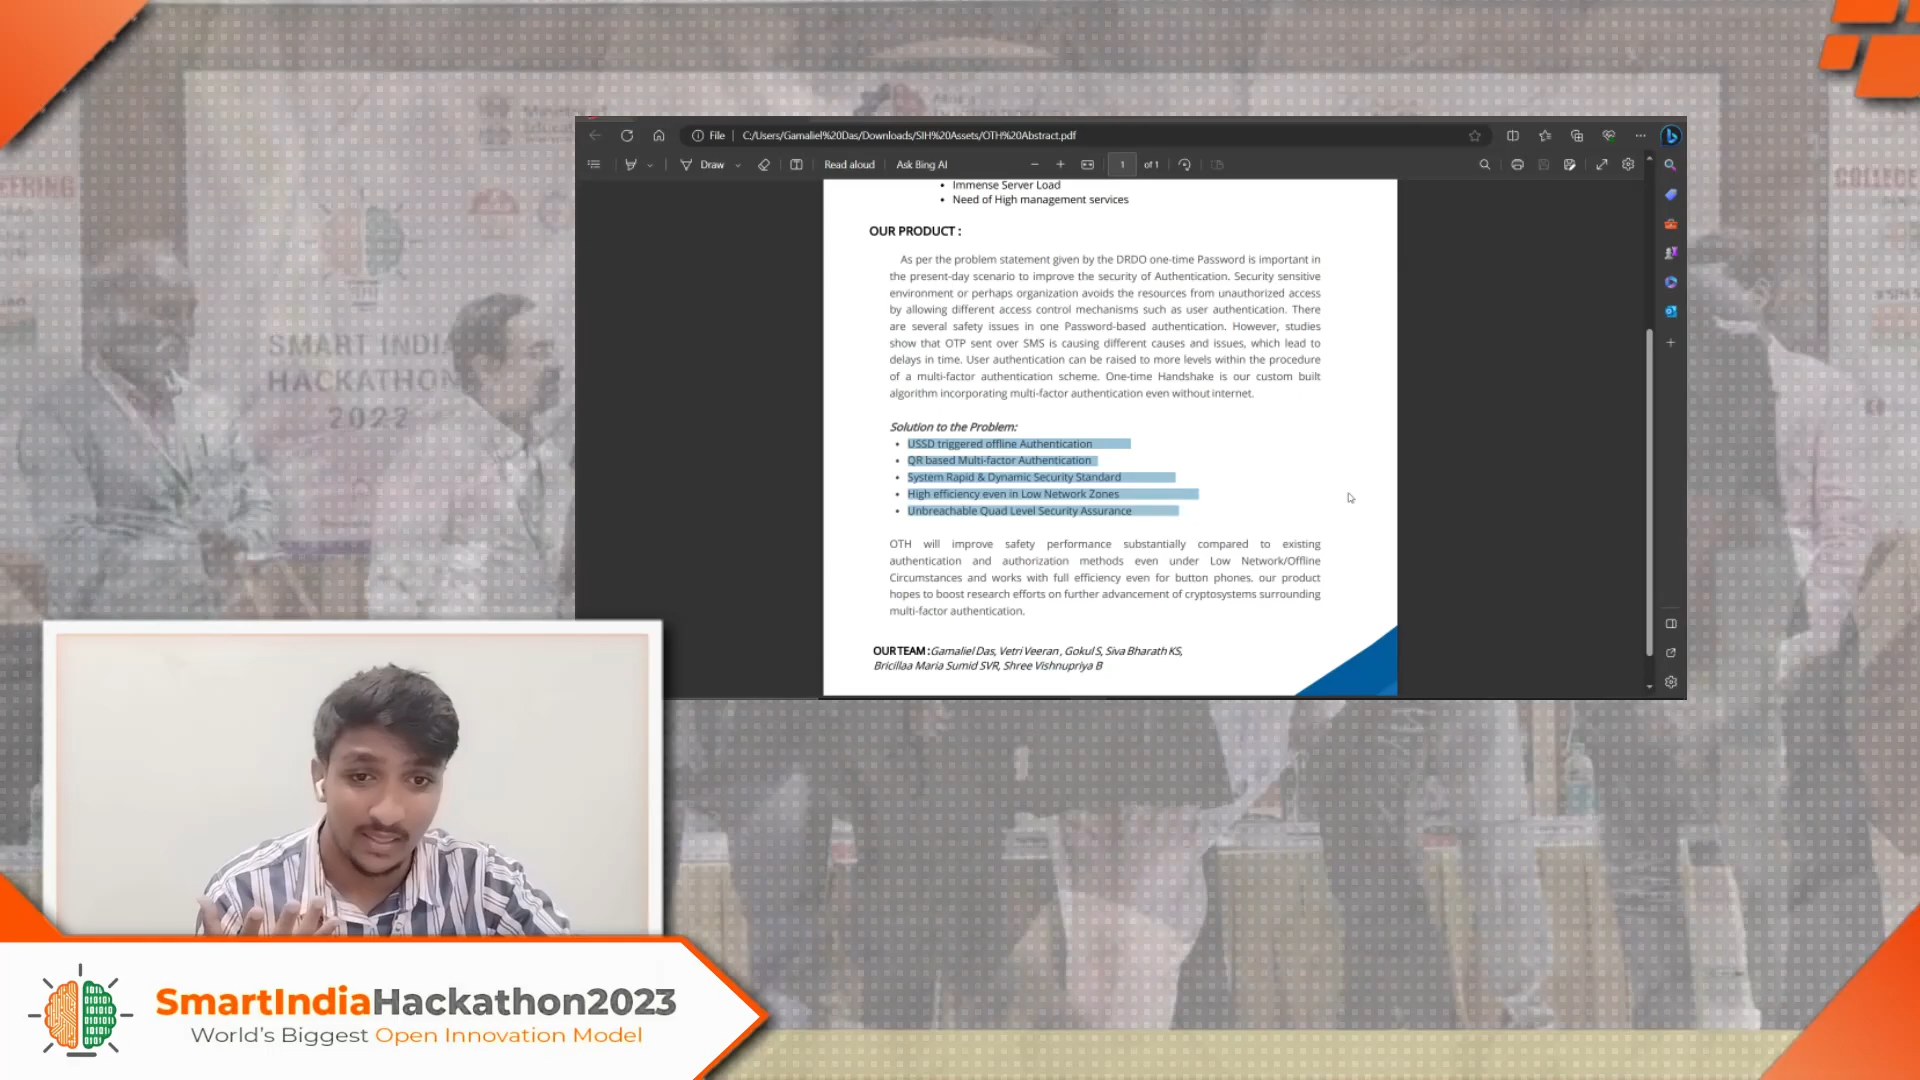 File
C:/Users/Gamaliel%20Das/Downloads/SIH%20Assets/OTH%20Abstract.pdf
Draw
Read aloud
Ask Bing AI
1
of 1
• Immense Server Load
• Need of High management services
OUR PRODUCT :
As per the problem statement given by the DRDO one-time Password is important in
the present-day scenario to improve the security of Authentication. Security sensitive
environment or perhaps organization avoids the resources from unauthorized access
by allowing different access control mechanisms such as user authentication. There
are several safety issues in one Password-based authentication. However, studies
show that OTP sent over SMS is causing different causes and issues, which lead to
delays in time. User authentication can be raised to more levels within the procedure
of a multi-factor authentication scheme. One-time Handshake is our custom built
algorithm incorporating multi-factor authentication even without internet.
Solution to the Problem:
• USSD triggered offline Authentication
• QR based Multi-factor Authentication
• System Rapid & Dynamic Security Standard
• High efficiency even in Low Network Zones
• Unbreachable Quad Level Security Assurance
OTH will improve safety performance substantially compared to existing
authentication and authorization methods even under Low Network/Offline
Circumstances and works with full efficiency even for button phones. our product
hopes to boost research efforts on further advancement of cryptosystems surrounding
multi-factor authentication.
OUR TEAM : Gamaliel Das, Vetri Veeran , Gokul S, Siva Bharath KS,
Bricillaa Maria Sumid SVR, Shree Vishnupriya B
SMART INDIA
HACKATHON
2022
SmartIndiaHackathon2023
World's Biggest Open Innovation Model